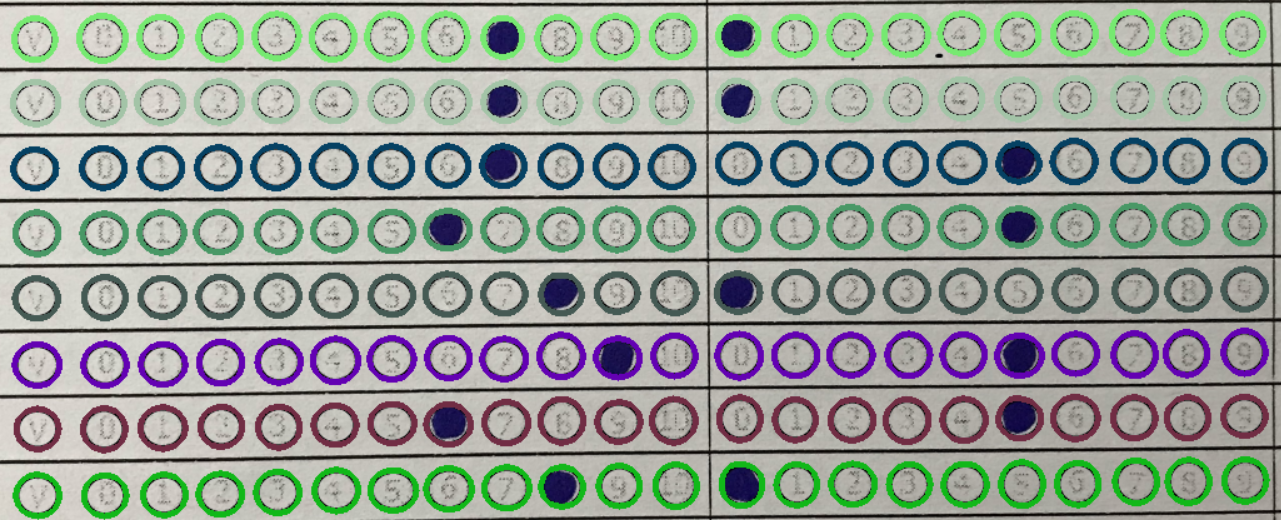 V 0 1 2 3 4 5 6 8 9 10 1 2 3 4 5 6 7 8 9
V 0 1 2 3 4 5 6 8 9 10 1 2 3 4 5 6 7 8 9
V 0 1 2 3 4 5 6 8 9 10 0 1 2 3 4 6 7 8 9
V 0 1 2 3 4 5 7 8 9 10 0 1 2 3 4 6 7 8 9
V 0 1 2 3 4 5 6 7 9 10 1 2 3 4 5 6 7 8 9
V 0 1 2 3 4 5 6 7 8 10 0 1 2 3 4 6 7 8 9
V 0 1 2 3 4 5 7 8 9 10 0 1 2 3 4 6 7 8 9
V 0 1 2 3 4 5 6 7 9 10 1 2 3 4 5 6 7 8 9